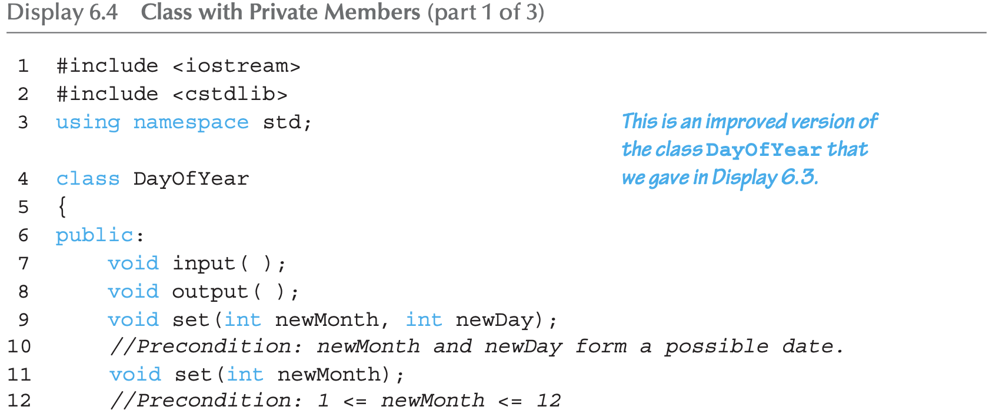 Display 6.4 Class with Private Members (part 1 of 3)
1 #include <iostream>
2 #include <cstdlib>
3 using namespace std;
This is an improved version of
the class DayOfYear that
we gave in Display 6.3.
4 class DayOfYear
5 {
6 public:
7 void input( );
8 void output( );
9 void set(int newMonth, int newDay);
10 //Precondition: newMonth and newDay form a possible date.
11 void set(int newMonth);
12 //Precondition: 1 <= newMonth <= 12